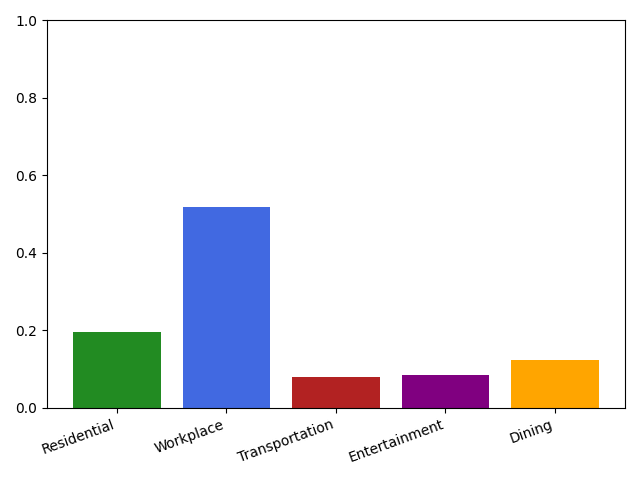 1.0
0.8
0.6
0.4
0.2
0.0
Residential
Workplace
Transportation
Entertainment
Dining